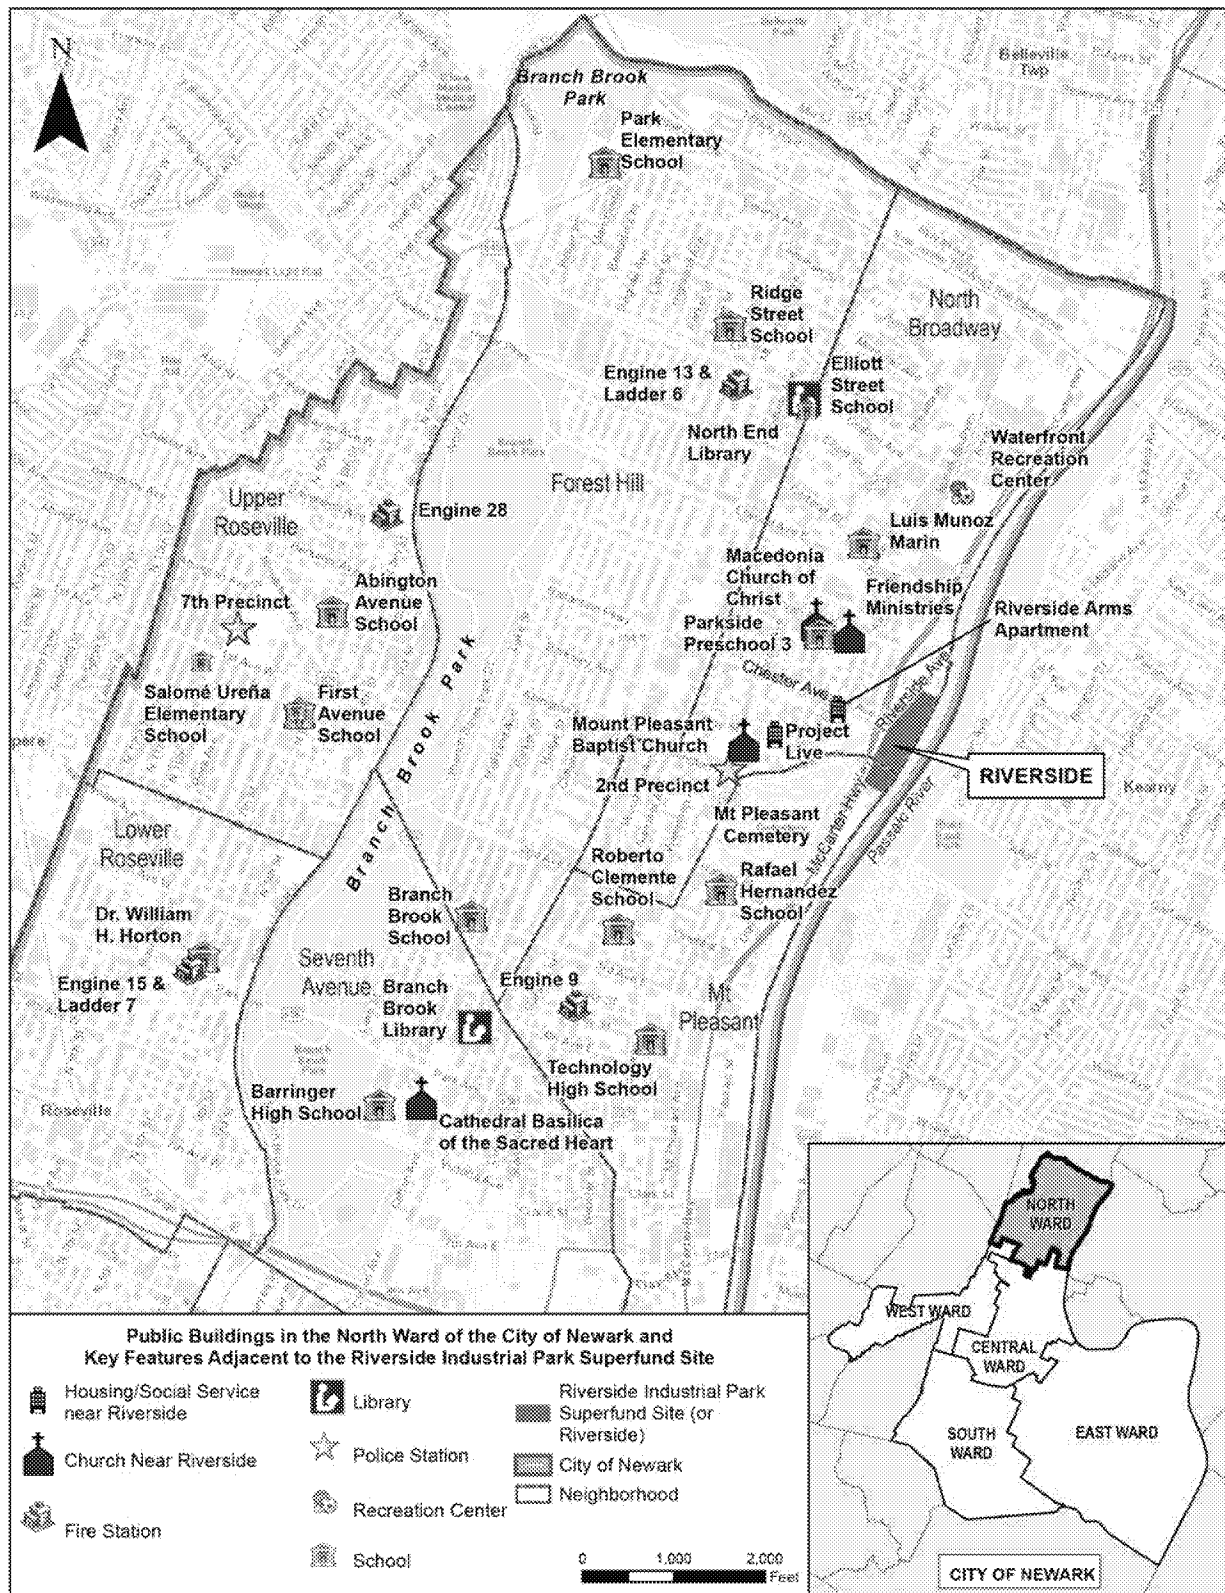 N
Branch Brook
Park
Belleville
Twp
Park
Elementary
School
Ridge
Street
School
North
Broadway
Engine 13 &
Ladder 6
Elliott
Street
School
North End
Library
Waterfront
Recreation
Center
Forest Hill
Upper
Roseville
Engine 28
Luis Munoz
Marin
Macedonia
Church of
Christ
Friendship
Ministries
Abington
Avenue
School
7th Precinct
Riverside Arms
Apartment
Parkside
Preschool 3
Chester Ave
Riverside Ave
Salomé Ureña
Elementary
School
First
Avenue
School
Branch Brook Park
Mount Pleasant
Baptist Church
Project
Live
2nd Precinct
RIVERSIDE
Kearny
Mt Pleasant
Cemetery
McCarter Hwy
Passaic River
Lower
Roseville
Roberto
Clemente
School
Rafael
Hernandez
School
Branch
Brook
School
Dr. William
H. Horton
Seventh
Avenue
Engine 15 &
Ladder 7
Branch
Brook
Library
Engine 9
Mt
Pleasant
Technology
High School
Barringer
High School
Roseville
Cathedral Basilica
of the Sacred Heart
NORTH
WARD
WEST WARD
CENTRAL
WARD
SOUTH
WARD
EAST WARD
CITY OF NEWARK
Public Buildings in the North Ward of the City of Newark and
Key Features Adjacent to the Riverside Industrial Park Superfund Site
Housing/Social Service
near Riverside
Church Near Riverside
Fire Station
Library
Police Station
Recreation Center
School
Riverside Industrial Park
Superfund Site (or
Riverside)
City of Newark
Neighborhood
0 1,000 2,000
Feet